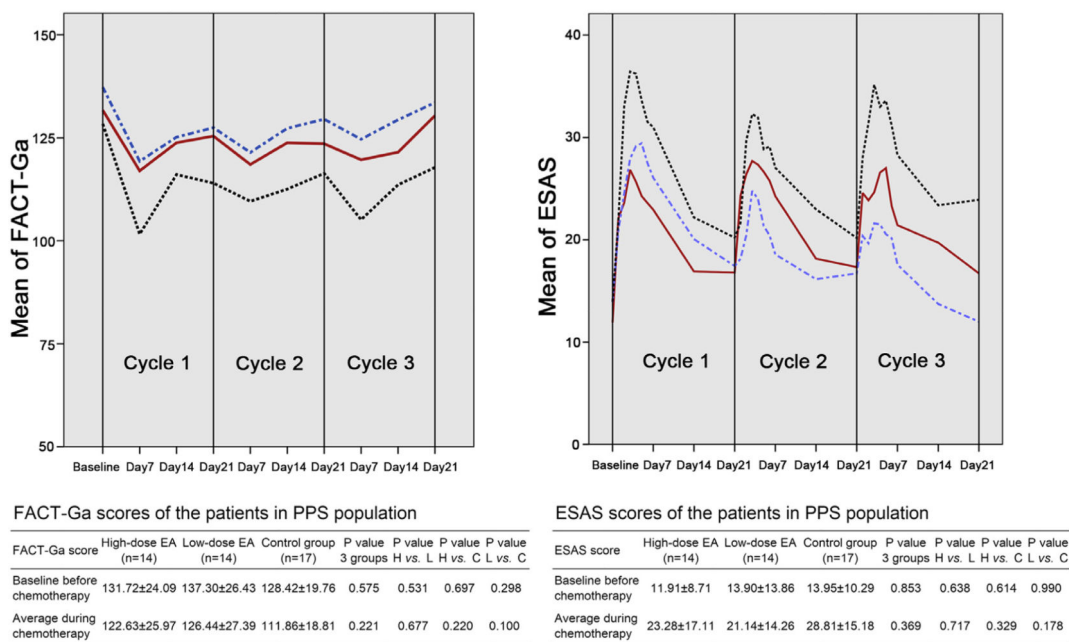 150
125
100
75
50
Mean of FACT-Ga
Cycle 1
Cycle 2
Cycle 3
Baseline Day7 Day14 Day21 Day7 Day14 Day21 Day7 Day14 Day21
40
30
20
10
0
Mean of ESAS
Cycle 1
Cycle 2
Cycle 3
Baseline Day7 Day14 Day21 Day7 Day14 Day21 Day7 Day14 Day21
FACT-Ga scores of the patients in PPS population
FACT-Ga score High-dose EA (n=14) Low-dose EA (n=14) Control group (n=17) P value 3 groups P value H vs. L P value H vs. C P value L vs. C
Baseline before chemotherapy 131.72±24.09 137.30±26.43 128.42±19.76 0.575 0.531 0.697 0.298
Average during chemotherapy 122.63±25.97 126.44±27.39 111.86±18.81 0.221 0.677 0.220 0.100
ESAS scores of the patients in PPS population
ESAS score High-dose EA (n=14) Low-dose EA (n=14) Control group (n=17) P value 3 groups P value H vs. L P value H vs. C P value L vs. C
Baseline before chemotherapy 11.91±8.71 13.90±13.86 13.95±10.29 0.853 0.638 0.614 0.990
Average during chemotherapy 23.28±17.11 21.14±14.26 28.81±15.18 0.369 0.717 0.329 0.178